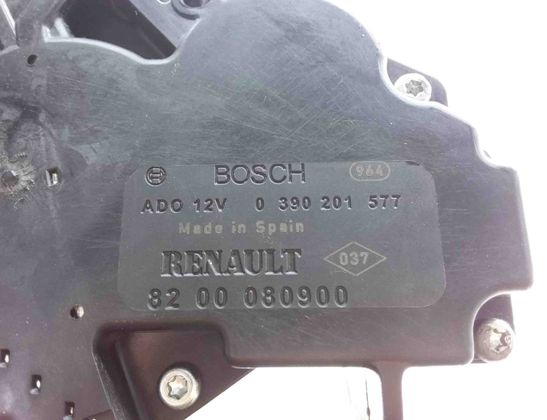 BOSCH 964
ADO 12V 0 390 201 577
Made in Spain
RENAULT 037
82 00 080900